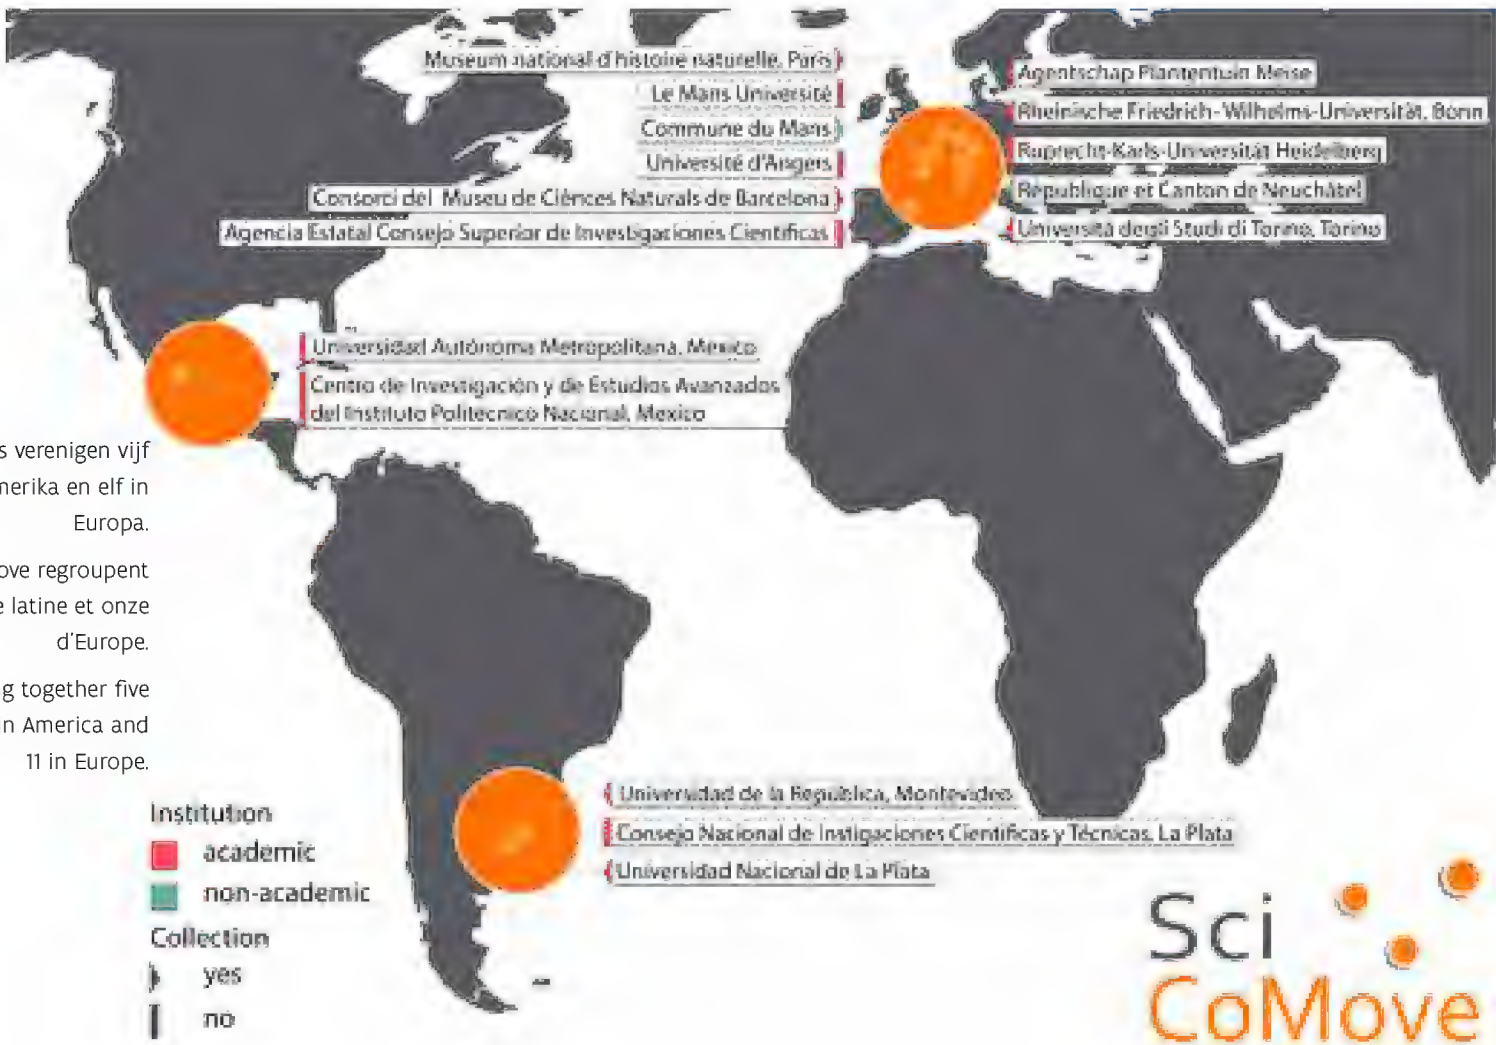 Museum national d'histoire naturelle, Paris
Le Mans Université
Commune du Mans
Université d'Angers
Consorci del Museu de Ciènces Naturals de Barcelona
Agencia Estatal Consejo Superior de Investigaciones Cientificas
Agentschap Plantentuin Meise
Rheinische Friedrich-Wilhelms-Universität, Bonn
Ruprecht-Karls-Universität Heidelberg
République et Canton de Neuchâtel
Università degli Studi di Torino, Torino
Universidad Autónoma Metropolitana, Mexico
Centro de Investigación y de Estudios Avanzados
del Instituto Politécnico Nacional, Mexico
s verenigen vijf
merika en elf in
Europa.
ove regroupent
e latine et onze
d'Europe.
g together five
in America and
11 in Europe.
Universidad de la República, Montevideo
Consejo Nacional de Instigaciones Cientificas y Técnicas, La Plata
Universidad Nacional de La Plata
Institution
academic
non-academic
Collection
yes
no
Sci
CoMove